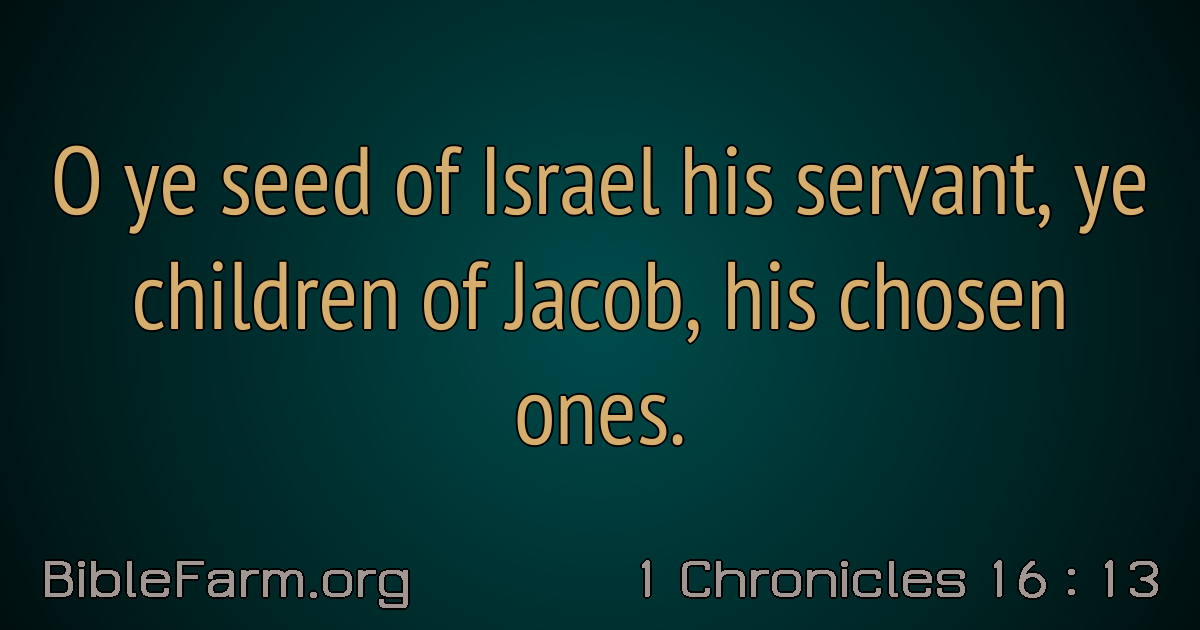 O ye seed of Israel his servant, ye
children of Jacob, his chosen
ones.
BibleFarm.org
1 Chronicles 16 : 13